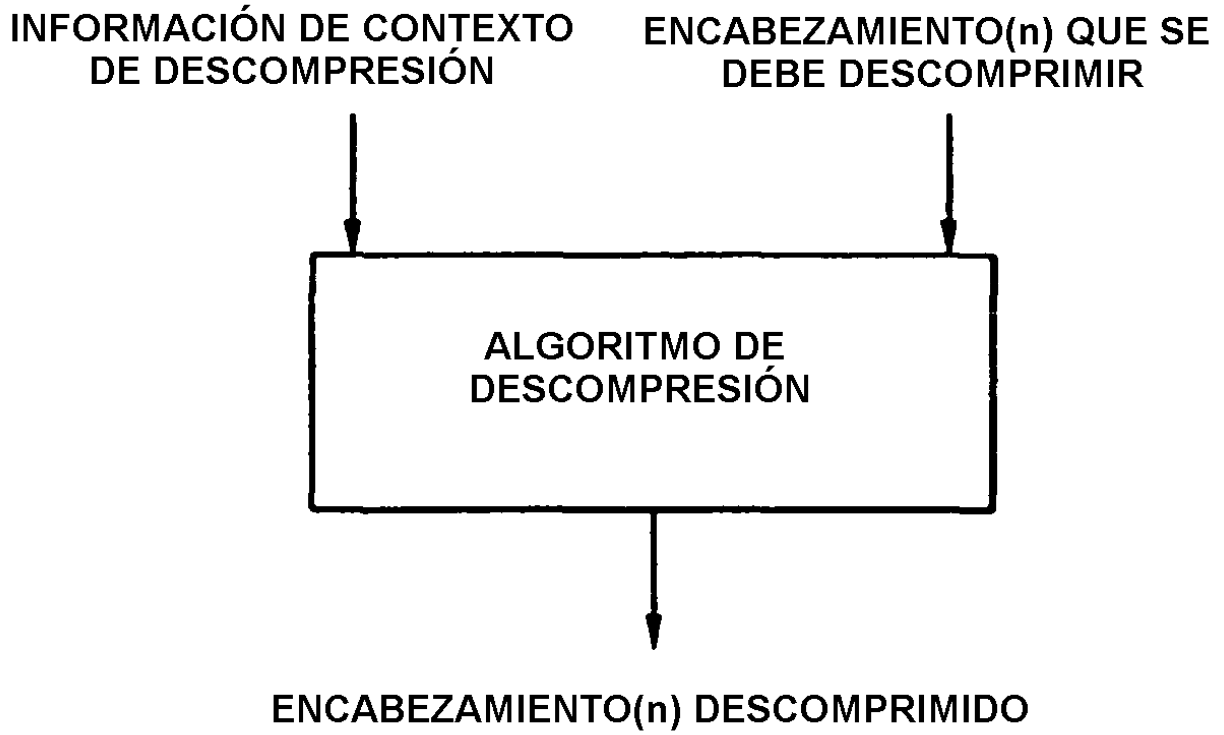 INFORMACIÓN DE CONTEXTO
DE DESCOMPRESIÓN
ENCABEZAMIENTO(n) QUE SE
DEBE DESCOMPRIMIR
ALGORITMO DE
DESCOMPRESIÓN
ENCABEZAMIENTO(n) DESCOMPRIMIDO